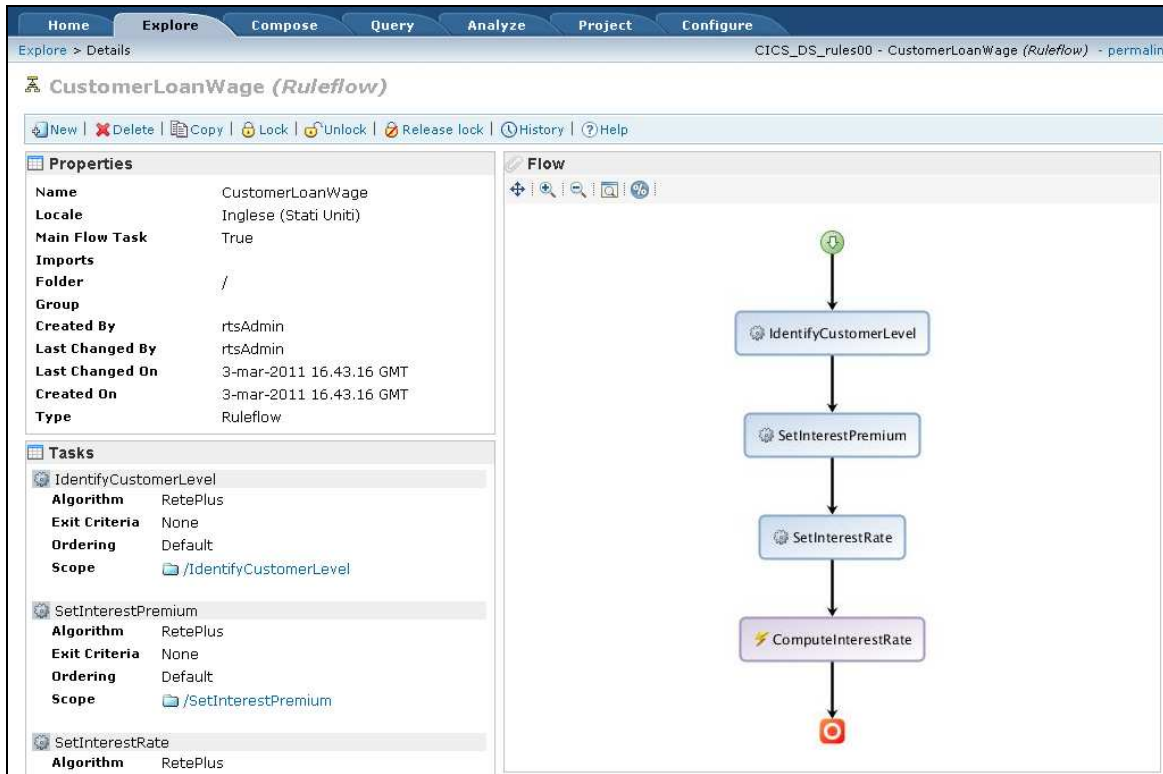 Home Explore Compose Query Analyze Project Configure
Explore > Details
CICS_DS_rules00 - CustomerLoanWage (Ruleflow) - permalin
CustomerLoanWage (Ruleflow)
New | Delete | Copy | Lock | Unlock | Release lock | History | Help
Properties
Name CustomerLoanWage
Locale Inglese (Stati Uniti)
Main Flow Task True
Imports
Folder /
Group
Created By rtsAdmin
Last Changed By rtsAdmin
Last Changed On 3-mar-2011 16.43.16 GMT
Created On 3-mar-2011 16.43.16 GMT
Type Ruleflow
Tasks
IdentifyCustomerLevel
Algorithm RetePlus
Exit Criteria None
Ordering Default
Scope /IdentifyCustomerLevel
SetInterestPremium
Algorithm RetePlus
Exit Criteria None
Ordering Default
Scope /SetInterestPremium
SetInterestRate
Algorithm RetePlus
Flow
%
IdentifyCustomerLevel
SetInterestPremium
SetInterestRate
ComputeInterestRate